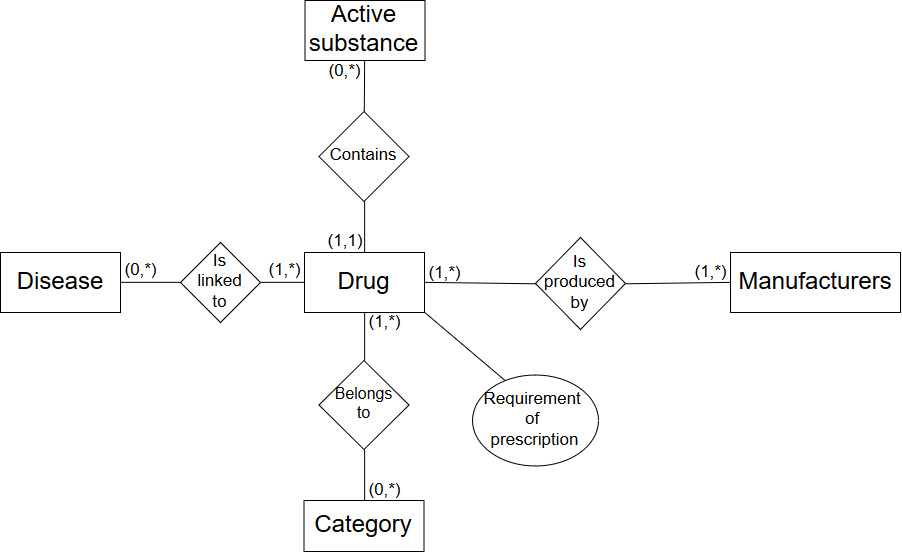 Active
substance
(0,*)
Contains
(1,1)
Disease
(0,*)
Is
linked
to
(1,*)
Drug
(1,*)
Is
produced
by
(1,*)
Manufacturers
(1,*)
Belongs
to
Requirement
of
prescription
(0,*)
Category